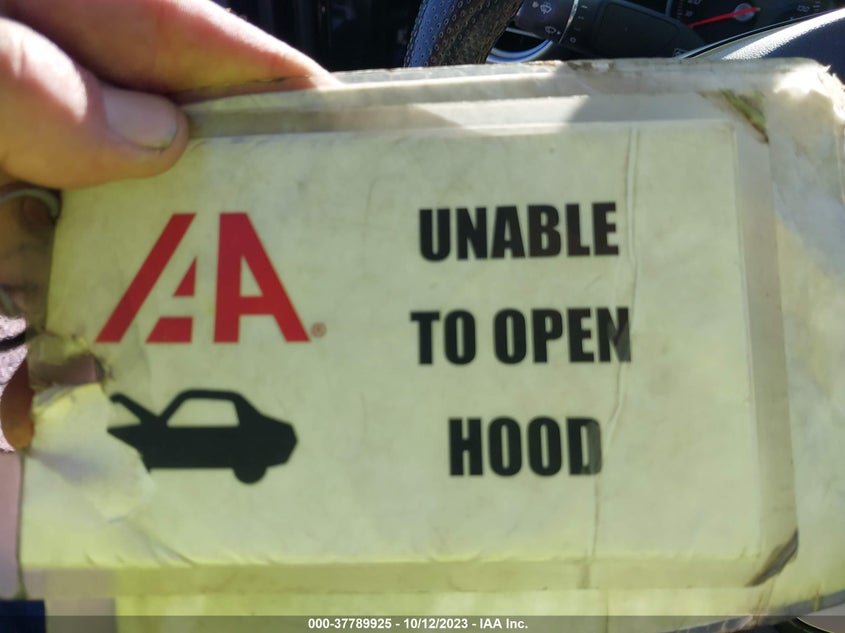 IAA®
UNABLE
TO OPEN
HOOD
000-37789925 - 10/12/2023 - IAA Inc.